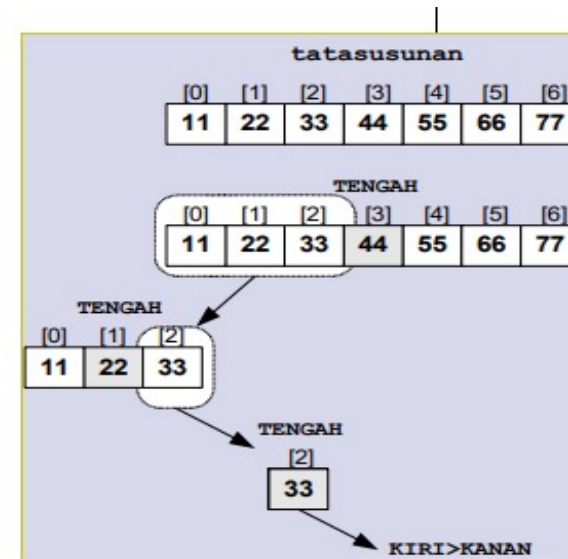 tatasusunan
[0] [1] [2] [3] [4] [5] [6]
11 22 33 44 55 66 77
TENGAH
[0] [1] [2] [3] [4] [5] [6]
11 22 33 44 55 66 77
TENGAH
[0] [1] [2]
11 22 33
TENGAH
[2]
33
KIRI>KANAN